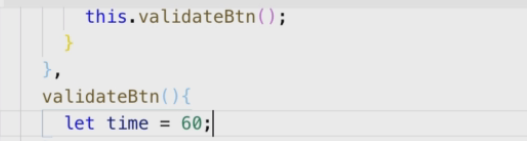 this.validateBtn();
}
},
validateBtn(){
let time = 60;